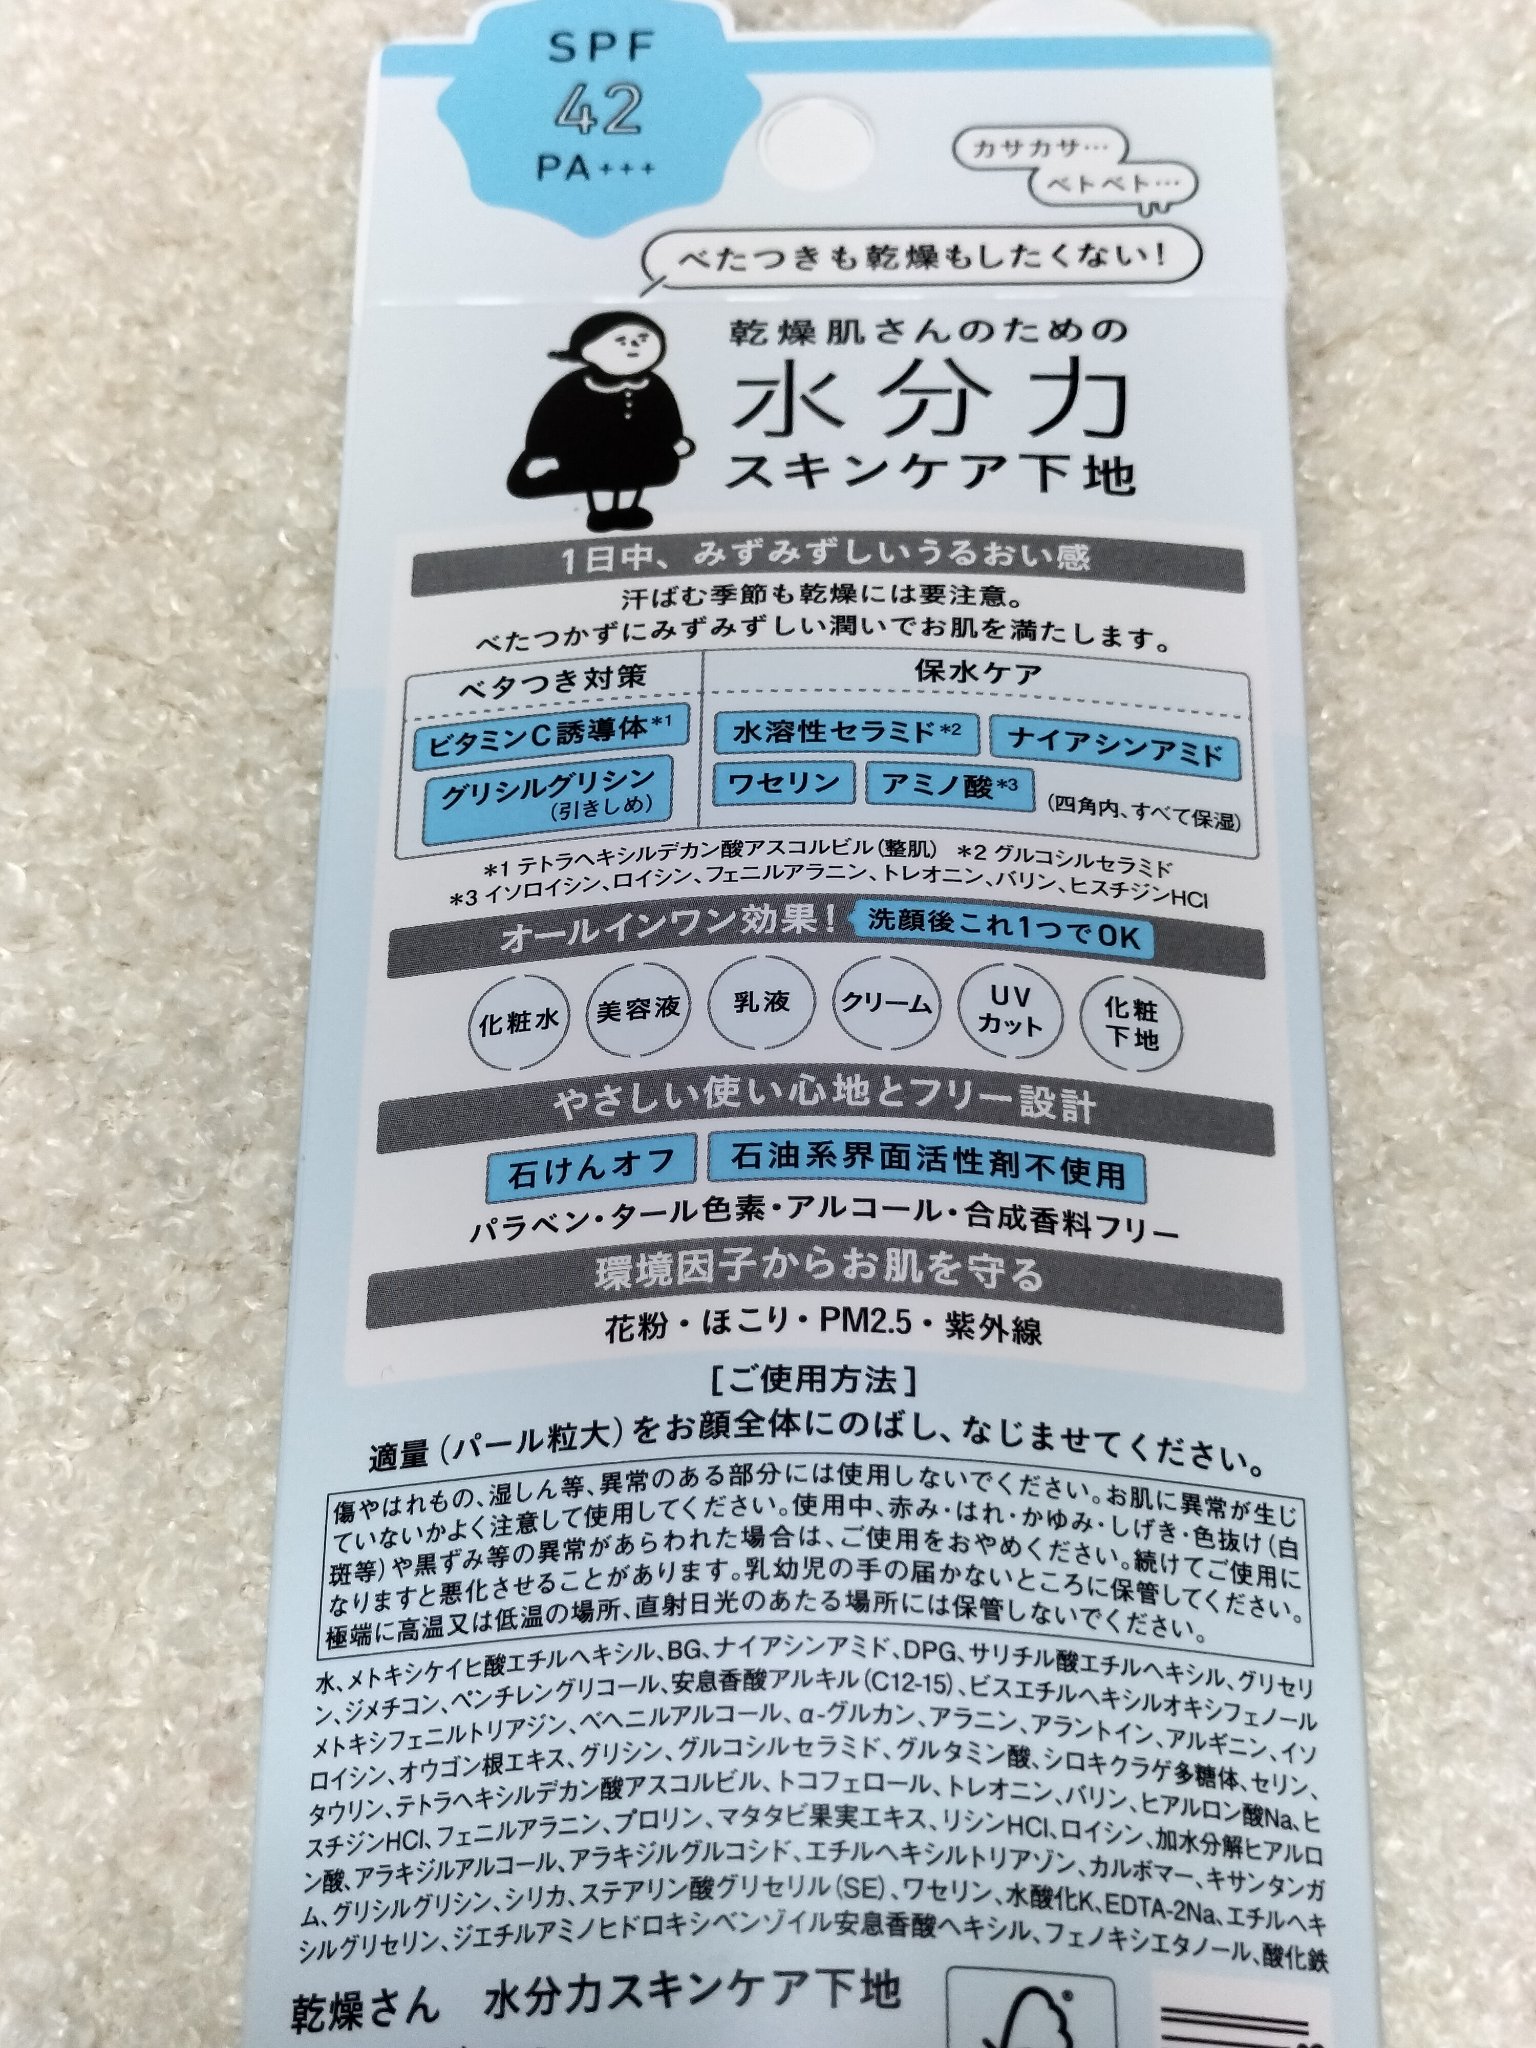 SPF
42
PA+++
カサカサ…
ベトベト…
べたつきも乾燥もしたくない!
乾燥肌さんのための
水分力
スキンケア下地
1日中、みずみずしいうるおい感
汗ばむ季節も乾燥には要注意。
べたつかずにみずみずしい潤いでお肌を満たします。
ベタつき対策
保水ケア
ビタミンC誘導体*1
水溶性セラミド*2
ナイアシンアミド
グリシルグリシン
(引きしめ)
ワセリン
アミノ酸*3
(四角内、すべて保湿)
*1 テトラヘキシルデカン酸アスコルビル(整肌) *2 グルコシルセラミド
*3 イソロイシン、ロイシン、フェニルアラニン、トレオニン、バリン、ヒスチジンHCl
オールインワン効果! 洗顔後これ1つでOK
化粧水
美容液
乳液
クリーム
UV
カット
化粧
下地
やさしい使い心地とフリー設計
石けんオフ
石油系界面活性剤不使用
パラベン・タール色素・アルコール・合成香料フリー
環境因子からお肌を守る
花粉・ほこり・PM2.5・紫外線
[ご使用方法]
適量(パール粒大)をお顔全体にのばし、なじませてください。
傷やはれもの、湿しん等、異常のある部分には使用しないでください。お肌に異常が生じ
ていないかよく注意して使用してください。使用中、赤み・はれ・かゆみ・しげき・色抜け(白
斑等)や黒ずみ等の異常があらわれた場合は、ご使用をおやめください。続けてご使用に
なりますと悪化させることがあります。乳幼児の手の届かないところに保管してください。
極端に高温又は低温の場所、直射日光のあたる場所には保管しないでください。
水、メトキシケイヒ酸エチルヘキシル、BG、ナイアシンアミド、DPG、サリチル酸エチルヘキシル、グリセリ
ン、ジメチコン、ペンチレングリコール、安息香酸アルキル(C12-15)、ビスエチルヘキシルオキシフェノール
メトキシフェニルトリアジン、ベヘニルアルコール、α-グルカン、アラニン、アラントイン、アルギニン、イソ
ロイシン、オウゴン根エキス、グリシン、グルコシルセラミド、グルタミン酸、シロキクラゲ多糖体、セリン、
タウリン、テトラヘキシルデカン酸アスコルビル、トコフェロール、トレオニン、バリン、ヒアルロン酸Na、ヒ
スチジンHCl、フェニルアラニン、プロリン、マタタビ果実エキス、リシンHCl、ロイシン、加水分解ヒアルロ
ン酸、アラキジルアルコール、アラキジルグルコシド、エチルヘキシルトリアゾン、カルボマー、キサンタンガ
ム、グリシルグリシン、シリカ、ステアリン酸グリセリル(SE)、ワセリン、水酸化K、EDTA-2Na、エチルヘキ
シルグリセリン、ジエチルアミノヒドロキシベンゾイル安息香酸ヘキシル、フェノキシエタノール、酸化鉄
乾燥さん 水分力スキンケア下地